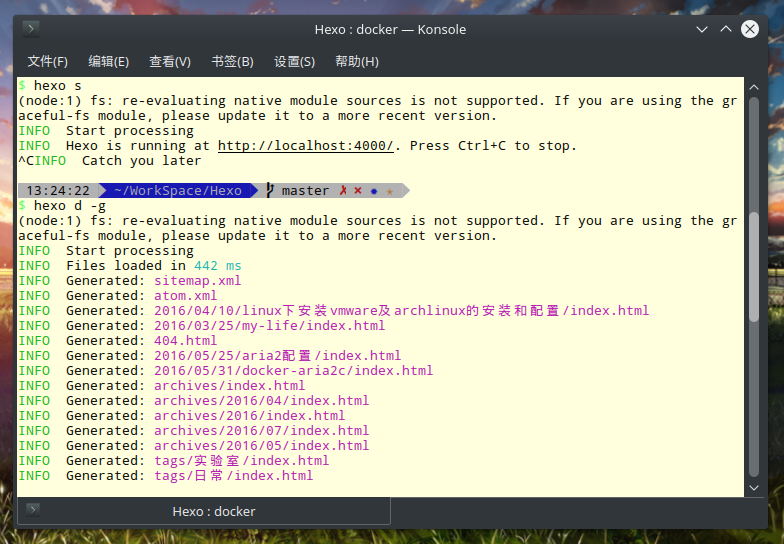 Hexo : docker — Konsole
文件(F) 编辑(E) 查看(V) 书签(B) 设置(S) 帮助(H)
$ hexo s
(node:1) fs: re-evaluating native module sources is not supported. If you are using the gr
aceful-fs module, please update it to a more recent version.
INFO  Start processing
INFO  Hexo is running at http://localhost:4000/. Press Ctrl+C to stop.
^CINFO  Catch you later
13:24:22 ~/WorkSpace/Hexo master ✗ ✕ ● ★
$ hexo d -g
(node:1) fs: re-evaluating native module sources is not supported. If you are using the gr
aceful-fs module, please update it to a more recent version.
INFO  Start processing
INFO  Files loaded in 442 ms
INFO  Generated: sitemap.xml
INFO  Generated: atom.xml
INFO  Generated: 2016/04/10/linux下安装vmware及archlinux的安装和配置/index.html
INFO  Generated: 2016/03/25/my-life/index.html
INFO  Generated: 404.html
INFO  Generated: 2016/05/25/aria2配置/index.html
INFO  Generated: 2016/05/31/docker-aria2c/index.html
INFO  Generated: archives/index.html
INFO  Generated: archives/2016/04/index.html
INFO  Generated: archives/2016/index.html
INFO  Generated: archives/2016/07/index.html
INFO  Generated: archives/2016/05/index.html
INFO  Generated: tags/实验室/index.html
INFO  Generated: tags/日常/index.html
Hexo : docker